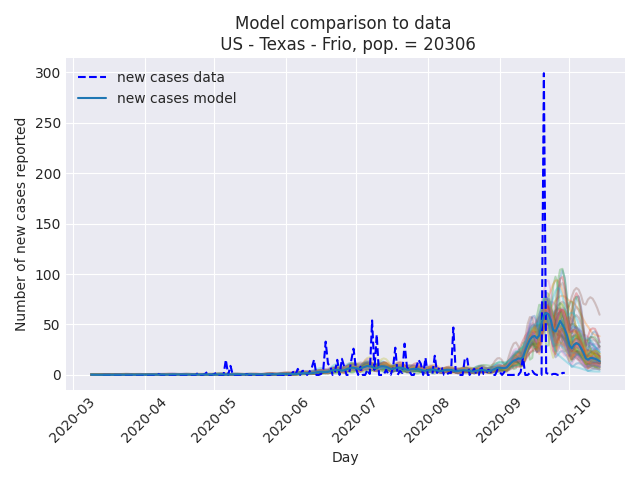 Model comparison to data
US - Texas - Frio, pop. = 20306
new cases data
new cases model
Number of new cases reported
300
250
200
150
100
50
0
2020-03
2020-04
2020-05
2020-06
2020-07
2020-08
2020-09
2020-10
Day